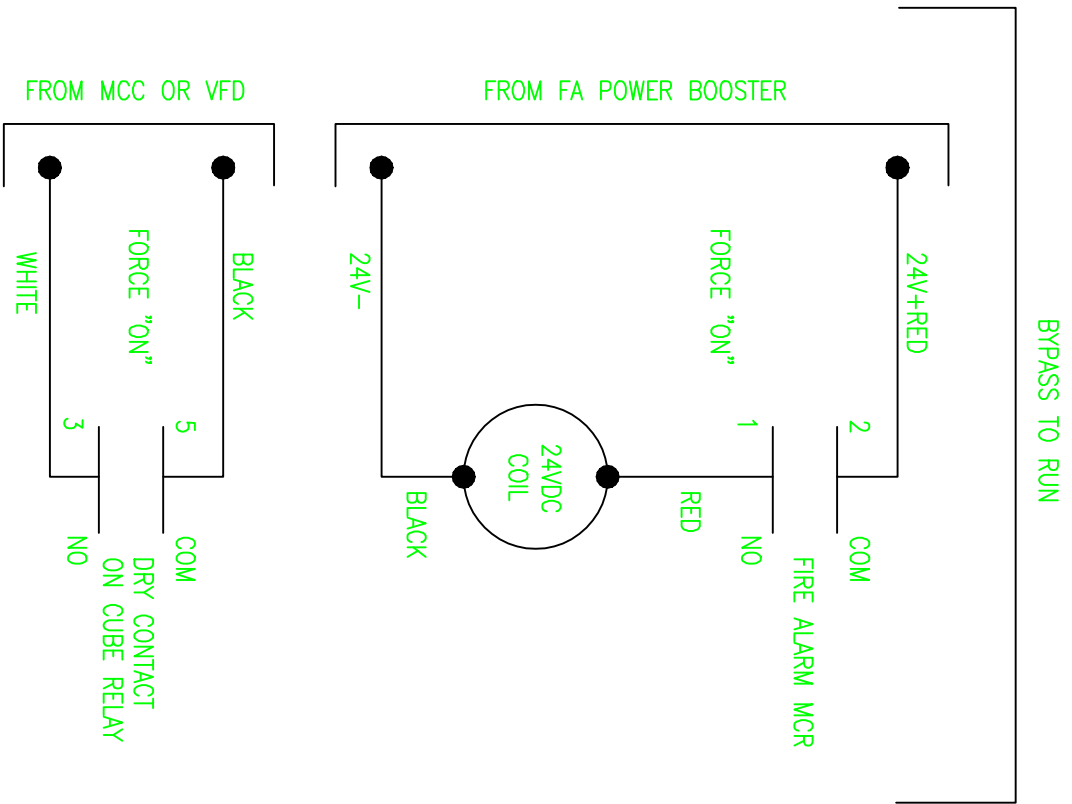 FROM MCC OR VFD
FROM FA POWER BOOSTER
BYPASS TO RUN
24V+RED
FORCE "ON"
2
COM
FIRE ALARM MCR
1
NO
RED
24VDC
COIL
BLACK
24V-
BLACK
FORCE "ON"
WHITE
5
COM
DRY CONTACT
ON CUBE RELAY
3
NO